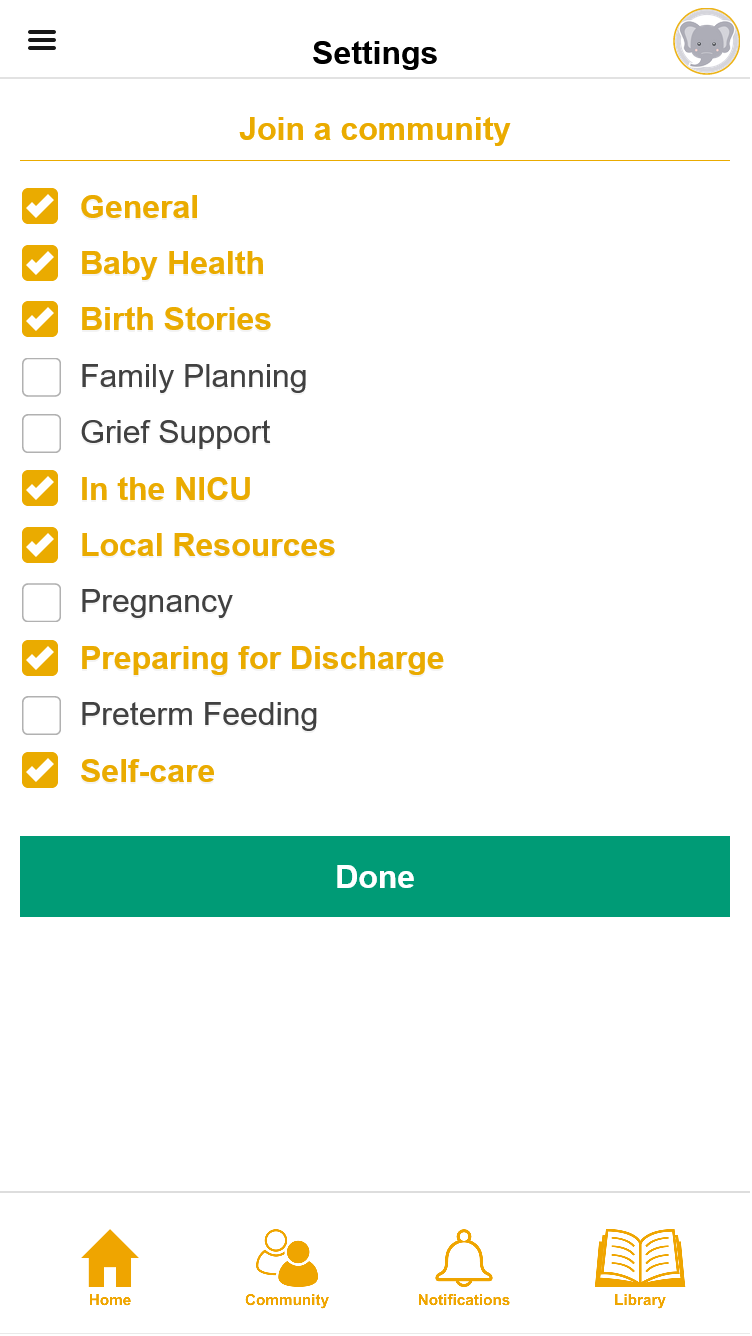 Settings
Join a community
General
Baby Health
Birth Stories
Family Planning
Grief Support
In the NICU
Local Resources
Pregnancy
Preparing for Discharge
Preterm Feeding
Self-care
Done
Home
Community
Notifications
Library